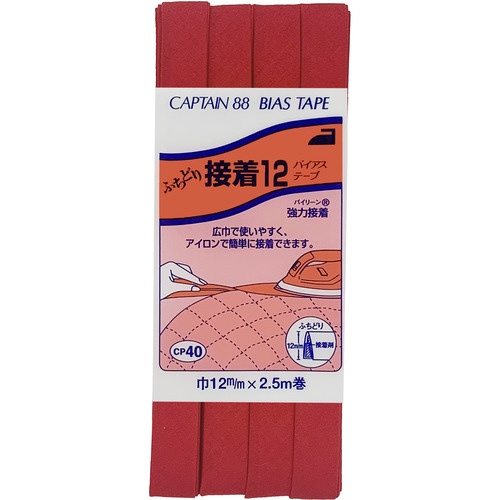 CAPTAIN 88 BIAS TAPE
ふちどり
接着12
バイアス
テープ
バイリーン®
強力接着
広巾で使いやすく、
アイロンで簡単に接着できます。
ふちどり
12mm
接着剤
CP40
巾12m/m×2.5m巻